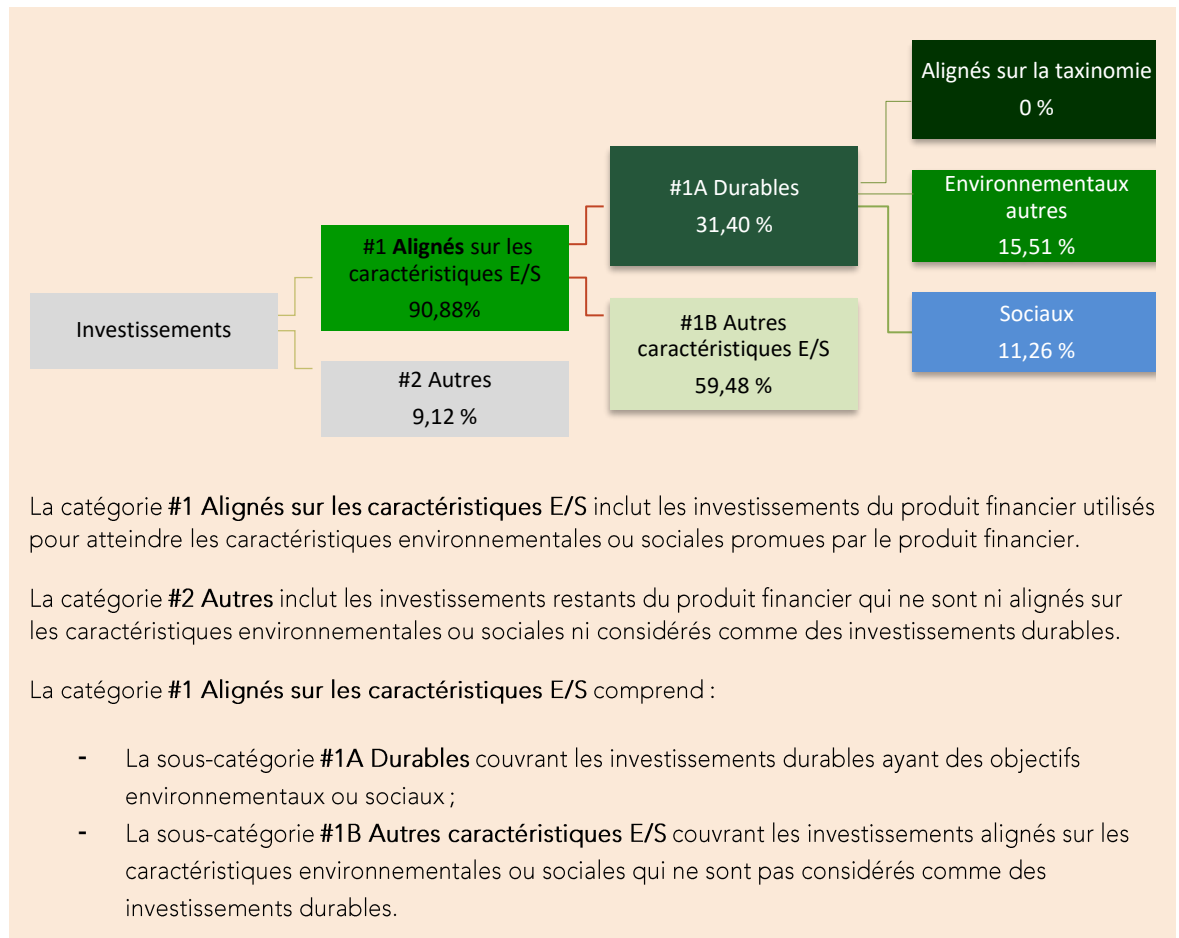 Investissements
#1 Alignés sur les
caractéristiques E/S
90,88%
#2 Autres
9,12 %
#1A Durables
31,40 %
#1B Autres
caractéristiques E/S
59,48 %
Alignés sur la taxinomie
0 %
Environnementaux
autres
15,51 %
Sociaux
11,26 %
La catégorie #1 Alignés sur les caractéristiques E/S inclut les investissements du produit financier utilisés
pour atteindre les caractéristiques environnementales ou sociales promues par le produit financier.
La catégorie #2 Autres inclut les investissements restants du produit financier qui ne sont ni alignés sur
les caractéristiques environnementales ou sociales ni considérés comme des investissements durables.
La catégorie #1 Alignés sur les caractéristiques E/S comprend :
- La sous-catégorie #1A Durables couvrant les investissements durables ayant des objectifs
environnementaux ou sociaux ;
- La sous-catégorie #1B Autres caractéristiques E/S couvrant les investissements alignés sur les
caractéristiques environnementales ou sociales qui ne sont pas considérés comme des
investissements durables.